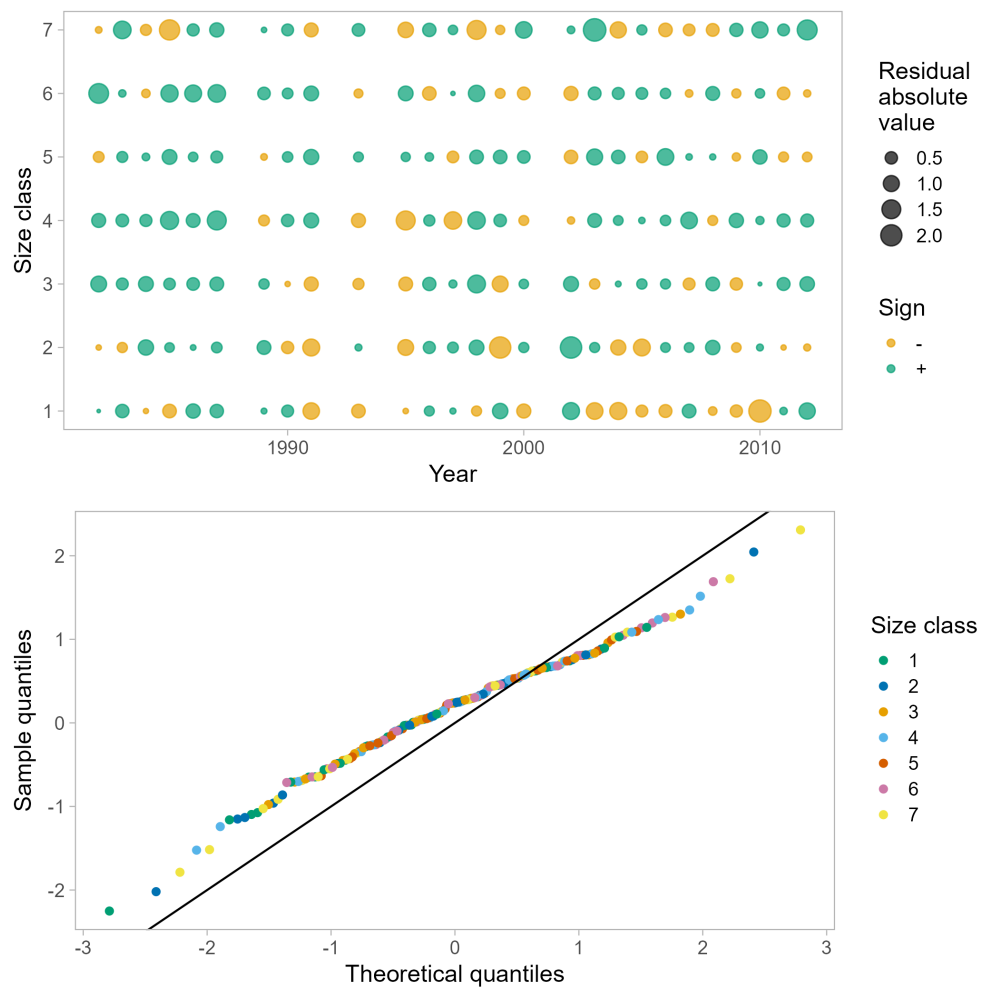 7
6
5
4
3
2
1
Size class
1990 2000 2010
Year
Residual
absolute
value
0.5
1.0
1.5
2.0
Sign
-
+
2
1
0
-1
-2
Sample quantiles
-3 -2 -1 0 1 2 3
Theoretical quantiles
Size class
1
2
3
4
5
6
7